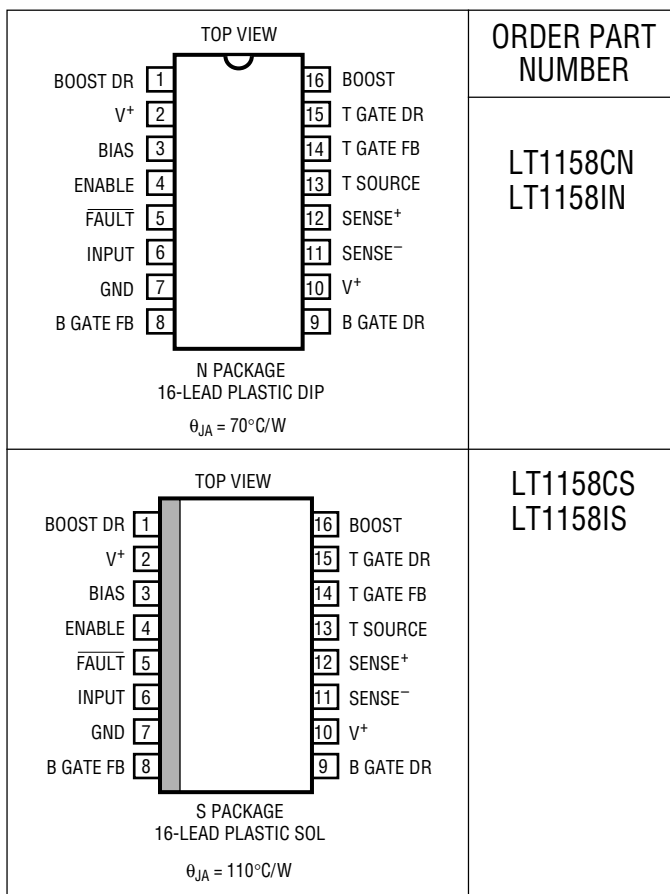 TOP VIEW
BOOST DR 1
V+ 2
BIAS 3
ENABLE 4
FAULT 5
INPUT 6
GND 7
B GATE FB 8
16 BOOST
15 T GATE DR
14 T GATE FB
13 T SOURCE
12 SENSE+
11 SENSE–
10 V+
9 B GATE DR
N PACKAGE
16-LEAD PLASTIC DIP
θJA = 70°C/W
ORDER PART
NUMBER
LT1158CN
LT1158IN
TOP VIEW
BOOST DR 1
V+ 2
BIAS 3
ENABLE 4
FAULT 5
INPUT 6
GND 7
B GATE FB 8
16 BOOST
15 T GATE DR
14 T GATE FB
13 T SOURCE
12 SENSE+
11 SENSE–
10 V+
9 B GATE DR
S PACKAGE
16-LEAD PLASTIC SOL
θJA = 110°C/W
LT1158CS
LT1158IS